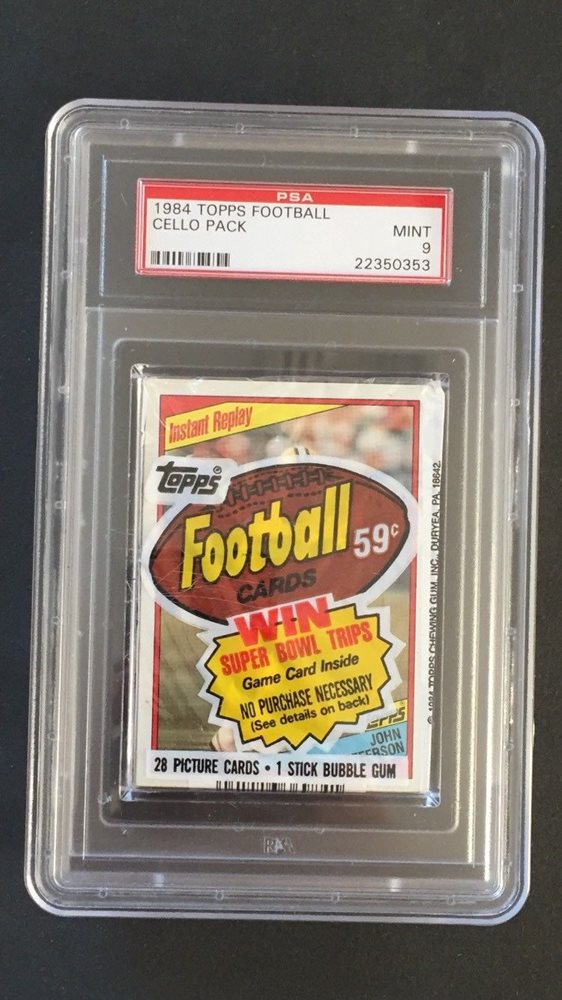 PSA
1984 TOPPS FOOTBALL
CELLO PACK
MINT
9
22350353
Instant Replay
TOPPS®
Football 59¢
CARDS
WIN
SUPER BOWL TRIPS
Game Card Inside
NO PURCHASE NECESSARY
(See details on back)
JOHN
28 PICTURE CARDS • 1 STICK BUBBLE GUM
© 1984 TOPPS CHEWING GUM, INC., DURYEA, PA. 18642
PSA